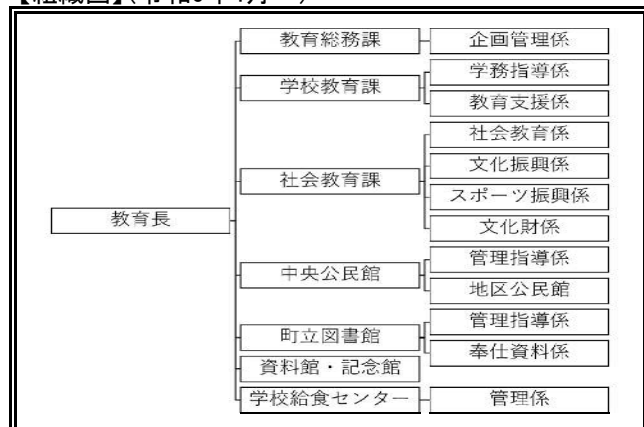 教育総務課 企画管理係
学校教育課 学務指導係
教育支援係
社会教育課 社会教育係
文化振興係
スポーツ振興係
文化財係
教育長
中央公民館 管理指導係
地区公民館
町立図書館 管理指導係
奉仕資料係
資料館・記念館
学校給食センター 管理係